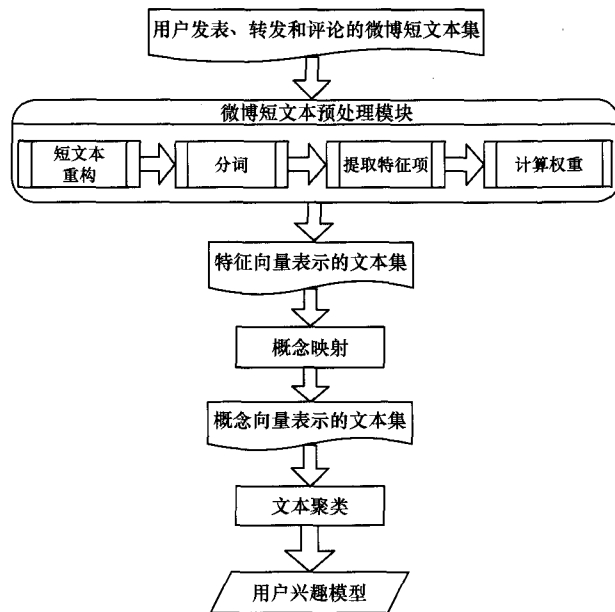 用户发表、转发和评论的微博短文本集
微博短文本预处理模块
短文本
重构
分词
提取特征项
计算权重
特征向量表示的文本集
概念映射
概念向量表示的文本集
文本聚类
用户兴趣模型